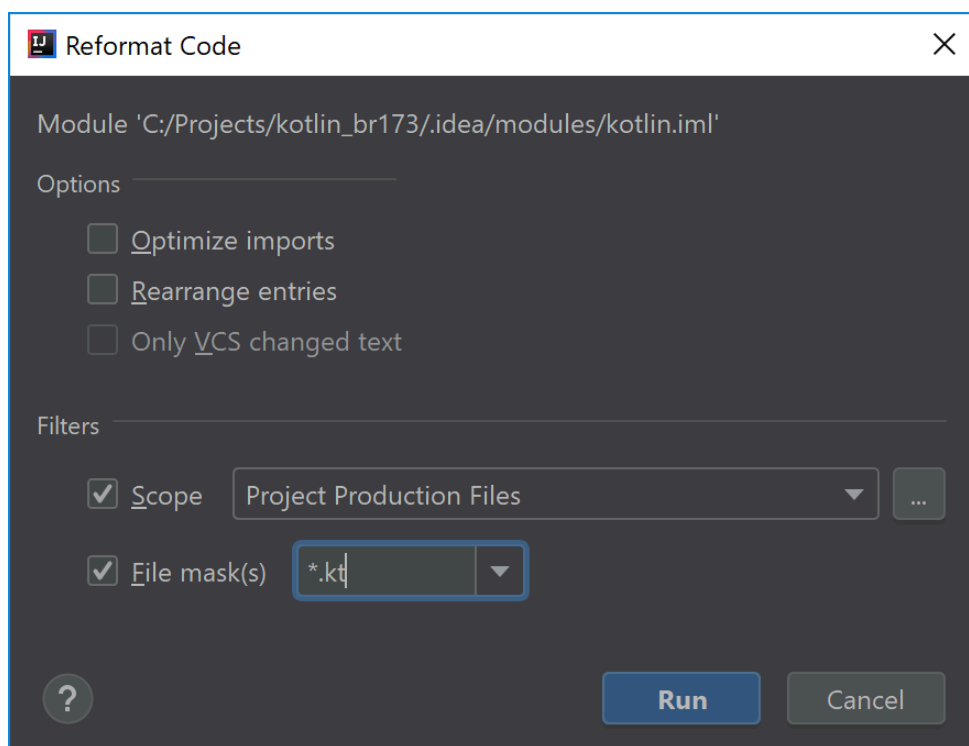 Reformat Code
Module 'C:/Projects/kotlin_br173/.idea/modules/kotlin.iml'
Options
Optimize imports
Rearrange entries
Only VCS changed text
Filters
Scope Project Production Files ...
File mask(s) *.kt
? Run Cancel